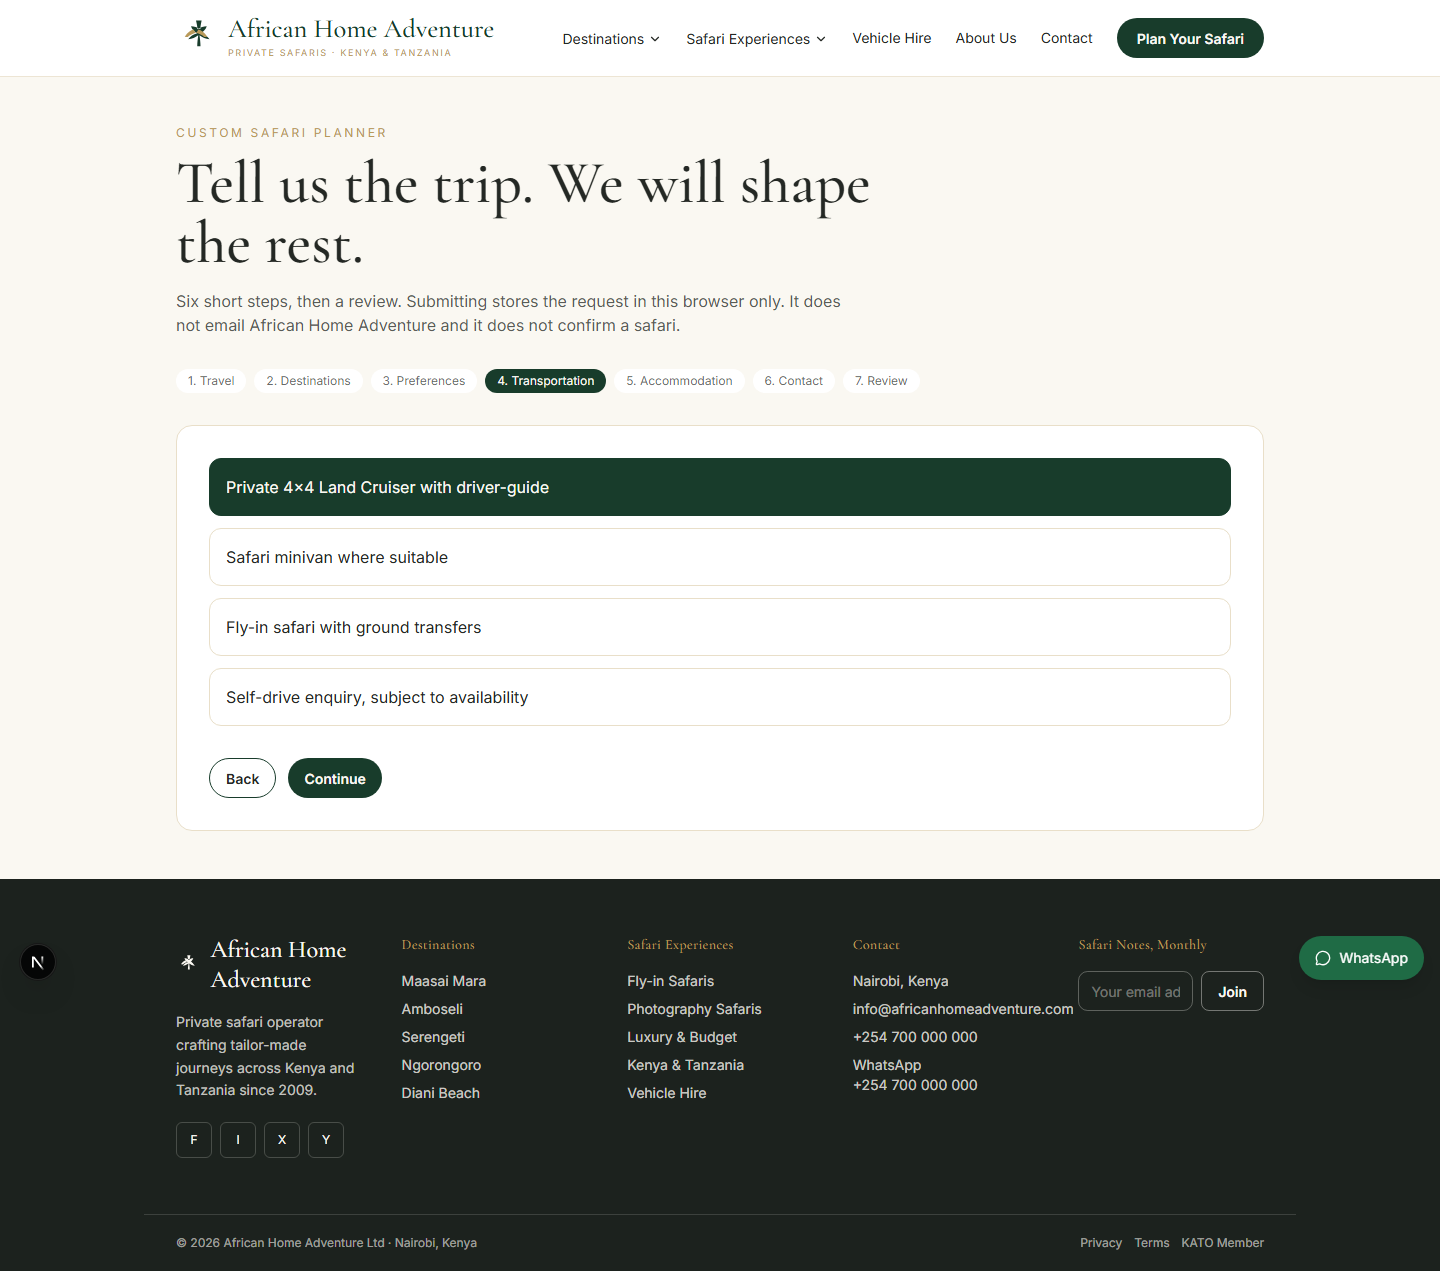 African Home Adventure
PRIVATE SAFARIS · KENYA & TANZANIA
Destinations
Safari Experiences
Vehicle Hire
About Us
Contact
Plan Your Safari
CUSTOM SAFARI PLANNER
Tell us the trip. We will shape
the rest.
Six short steps, then a review. Submitting stores the request in this browser only. It does
not email African Home Adventure and it does not confirm a safari.
1. Travel
2. Destinations
3. Preferences
4. Transportation
5. Accommodation
6. Contact
7. Review
Private 4×4 Land Cruiser with driver-guide
Safari minivan where suitable
Fly-in safari with ground transfers
Self-drive enquiry, subject to availability
Back
Continue
African Home
Adventure
Private safari operator
crafting tailor-made
journeys across Kenya and
Tanzania since 2009.
F
I
X
Y
Destinations
Maasai Mara
Amboseli
Serengeti
Ngorongoro
Diani Beach
Safari Experiences
Fly-in Safaris
Photography Safaris
Luxury & Budget
Kenya & Tanzania
Vehicle Hire
Contact
Nairobi, Kenya
info@africanhomeadventure.com
+254 700 000 000
WhatsApp
+254 700 000 000
Safari Notes, Monthly
Your email ad
Join
N
WhatsApp
© 2026 African Home Adventure Ltd · Nairobi, Kenya
Privacy
Terms
KATO Member